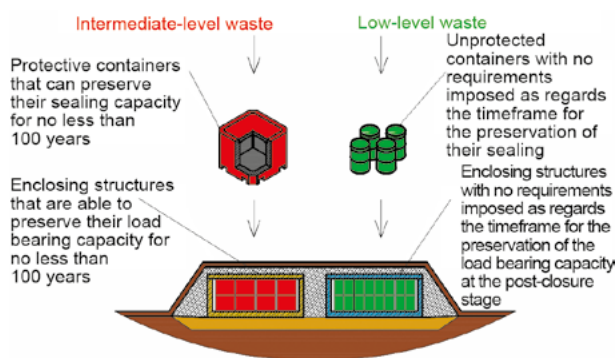 Intermediate-level waste
Low-level waste
Protective containers
that can preserve
their sealing capacity
for no less than
100 years
Unprotected
containers with no
requirements
imposed as regards
the timeframe for
the preservation of
their sealing
Enclosing structures
that are able to
preserve their load
bearing capacity for
no less than
100 years
Enclosing structures
with no requirements
imposed as regards
the timeframe for the
preservation of the
load bearing capacity
at the post-closure
stage